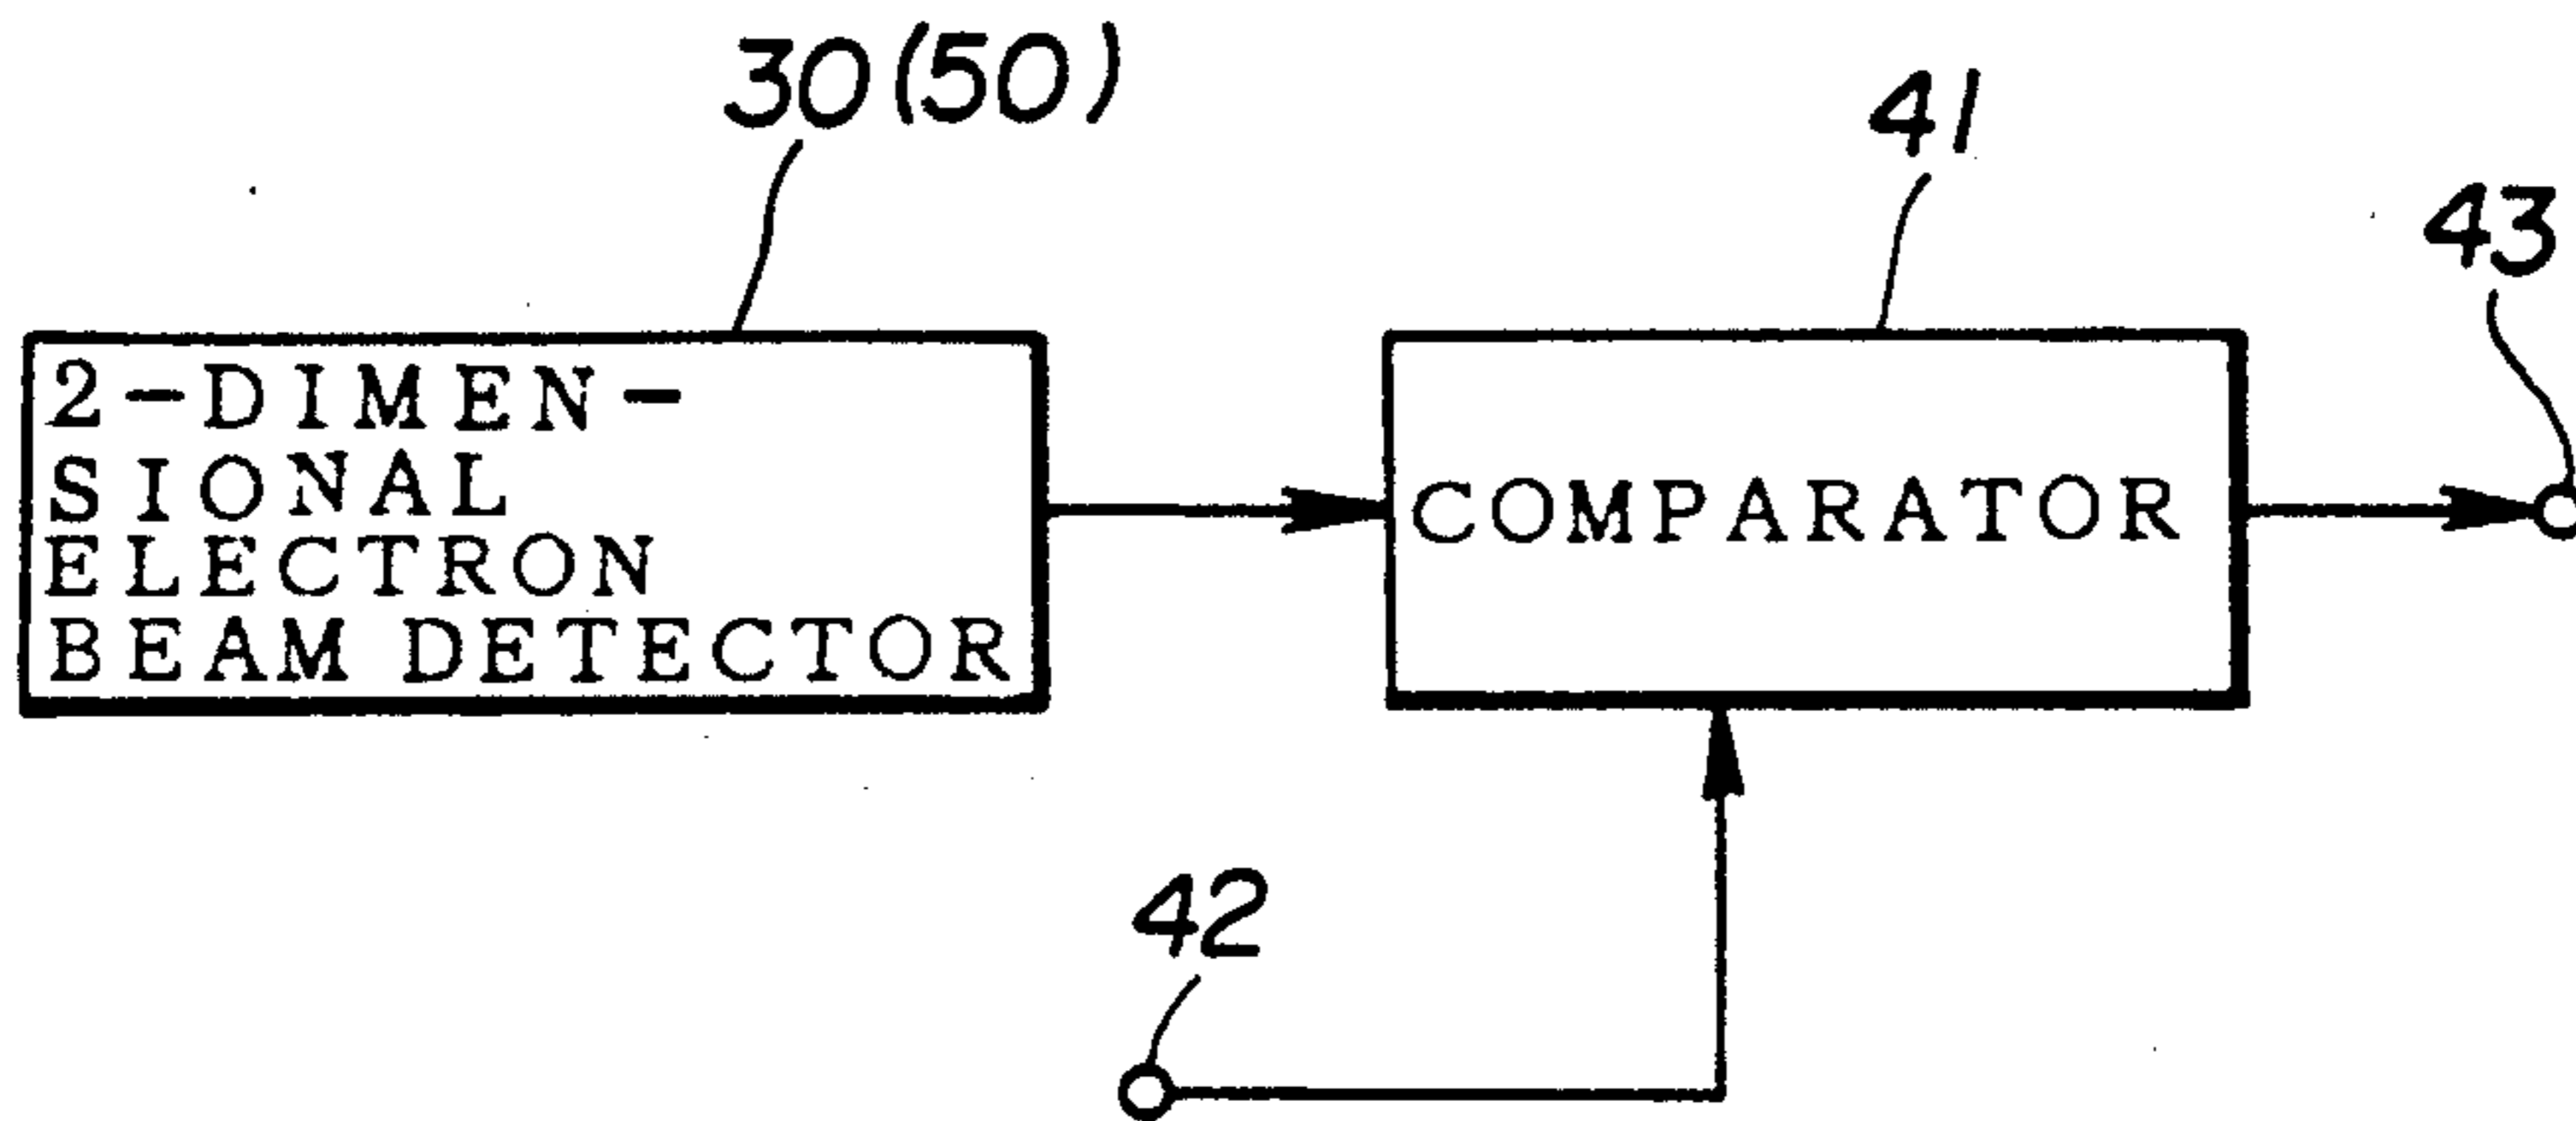 30(50)
41
43
2-DIMEN-
SIONAL
ELECTRON
BEAM DETECTOR
COMPARATOR
42